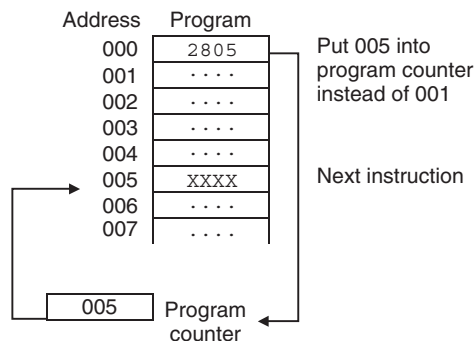 Address Program
000 2805 Put 005 into
001 .... program counter
002 .... instead of 001
003 ....
004 ....
005 XXXX Next instruction
006 ....
007 ....
005 Program
counter